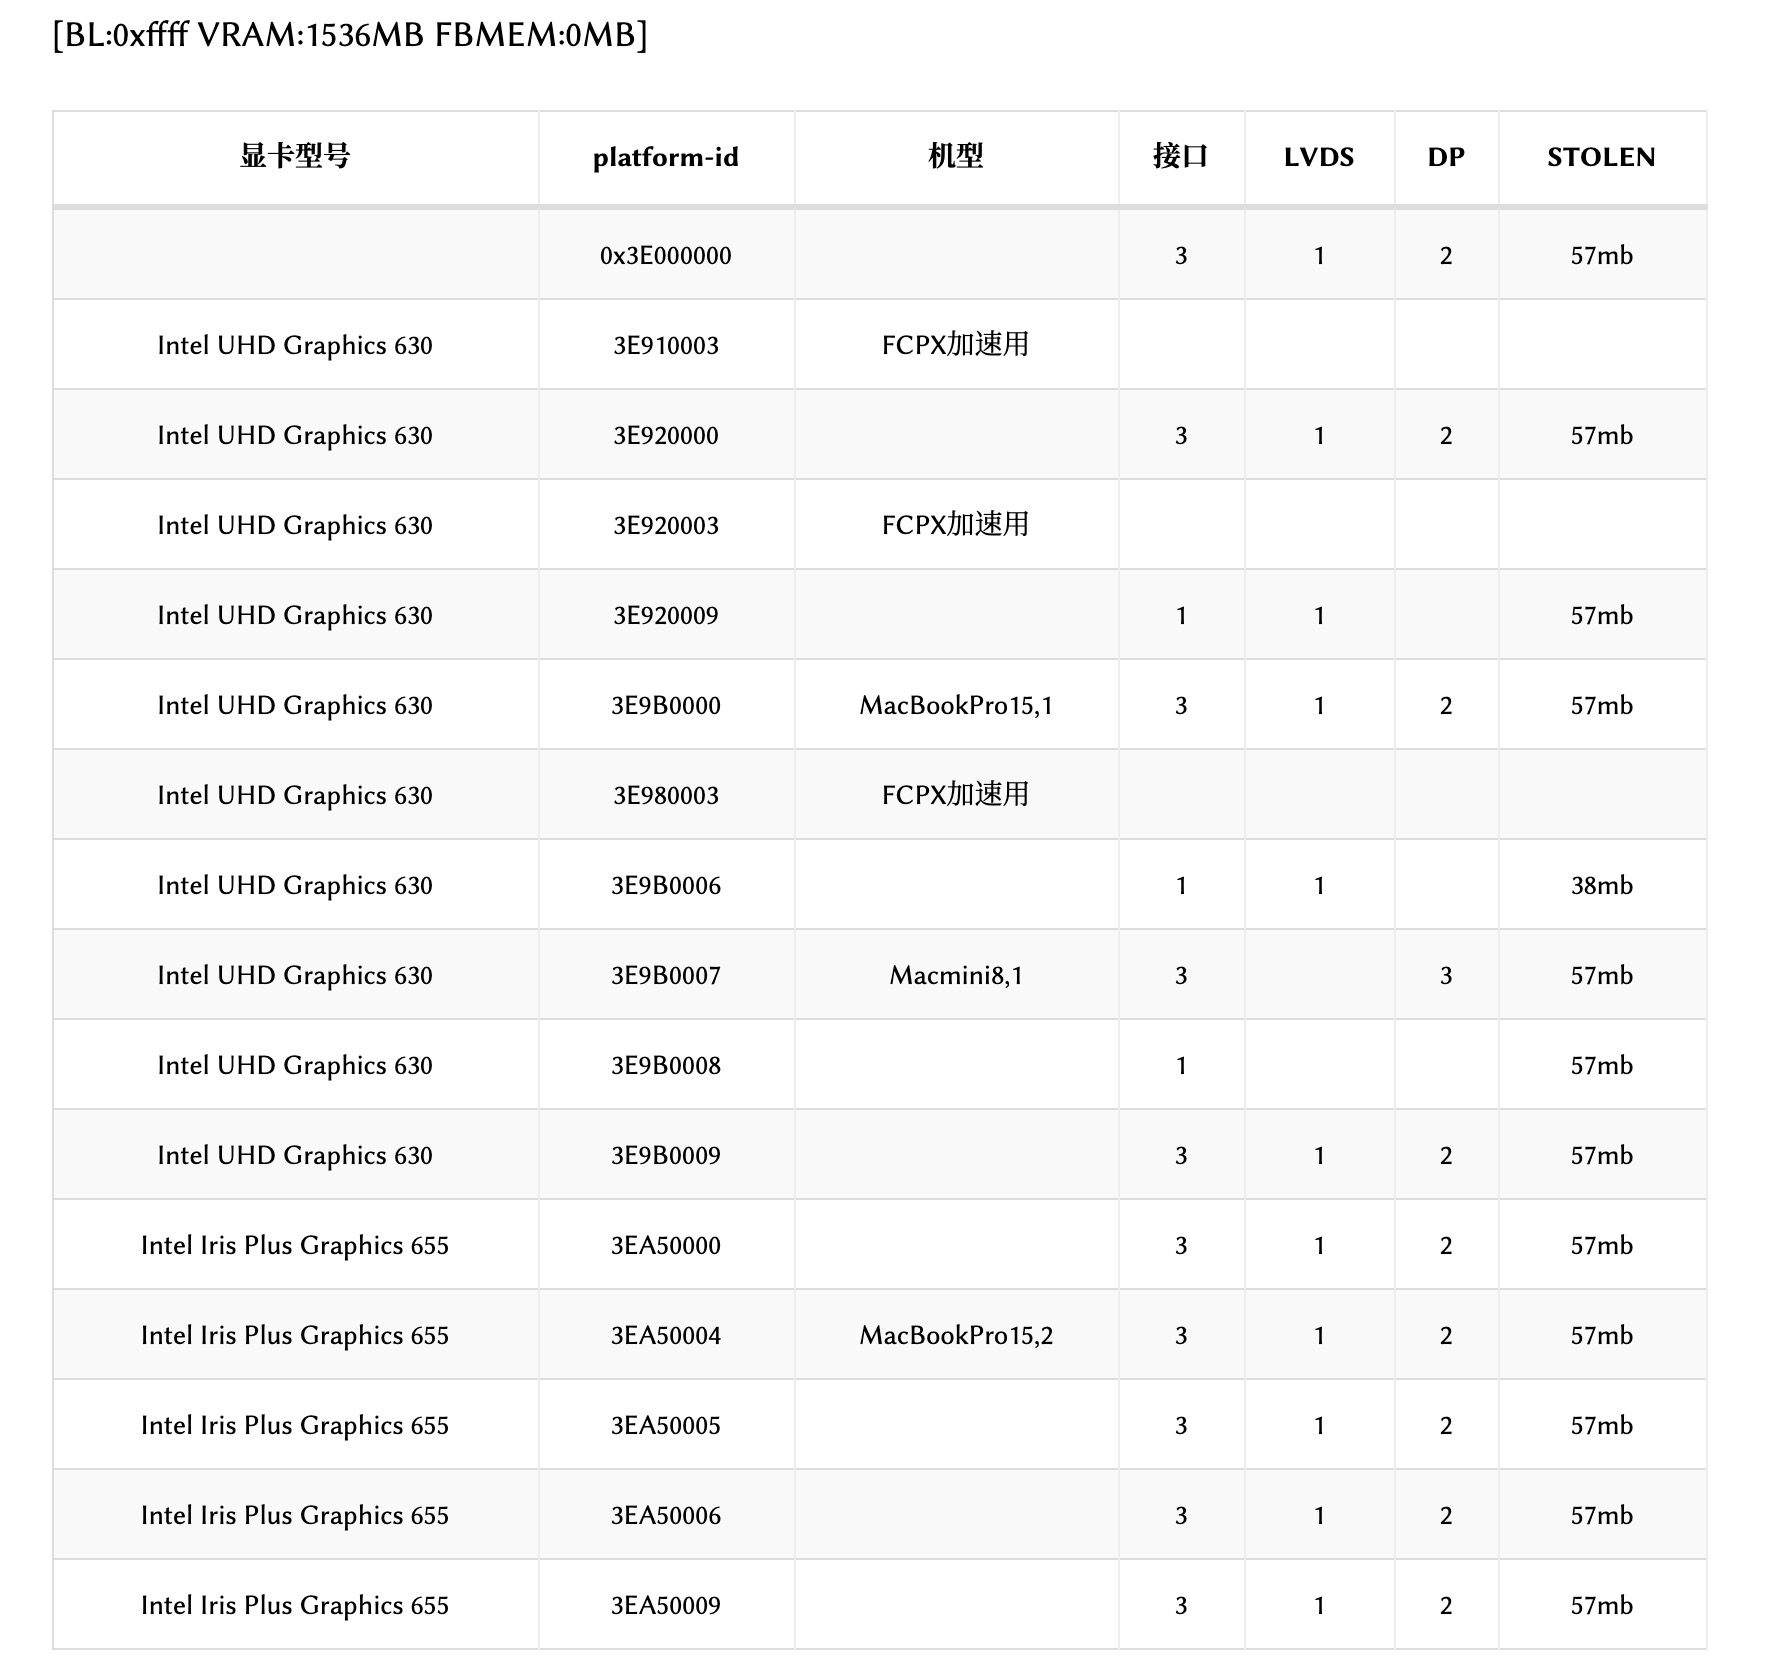 [BL:0xffff VRAM:1536MB FBMEM:0MB]
显卡型号 platform-id 机型 接口 LVDS DP STOLEN
0x3E000000 3 1 2 57mb
Intel UHD Graphics 630 3E910003 FCPX加速用
Intel UHD Graphics 630 3E920000 3 1 2 57mb
Intel UHD Graphics 630 3E920003 FCPX加速用
Intel UHD Graphics 630 3E920009 1 1 57mb
Intel UHD Graphics 630 3E9B0000 MacBookPro15,1 3 1 2 57mb
Intel UHD Graphics 630 3E980003 FCPX加速用
Intel UHD Graphics 630 3E9B0006 1 1 38mb
Intel UHD Graphics 630 3E9B0007 Macmini8,1 3 3 57mb
Intel UHD Graphics 630 3E9B0008 1 57mb
Intel UHD Graphics 630 3E9B0009 3 1 2 57mb
Intel Iris Plus Graphics 655 3EA50000 3 1 2 57mb
Intel Iris Plus Graphics 655 3EA50004 MacBookPro15,2 3 1 2 57mb
Intel Iris Plus Graphics 655 3EA50005 3 1 2 57mb
Intel Iris Plus Graphics 655 3EA50006 3 1 2 57mb
Intel Iris Plus Graphics 655 3EA50009 3 1 2 57mb